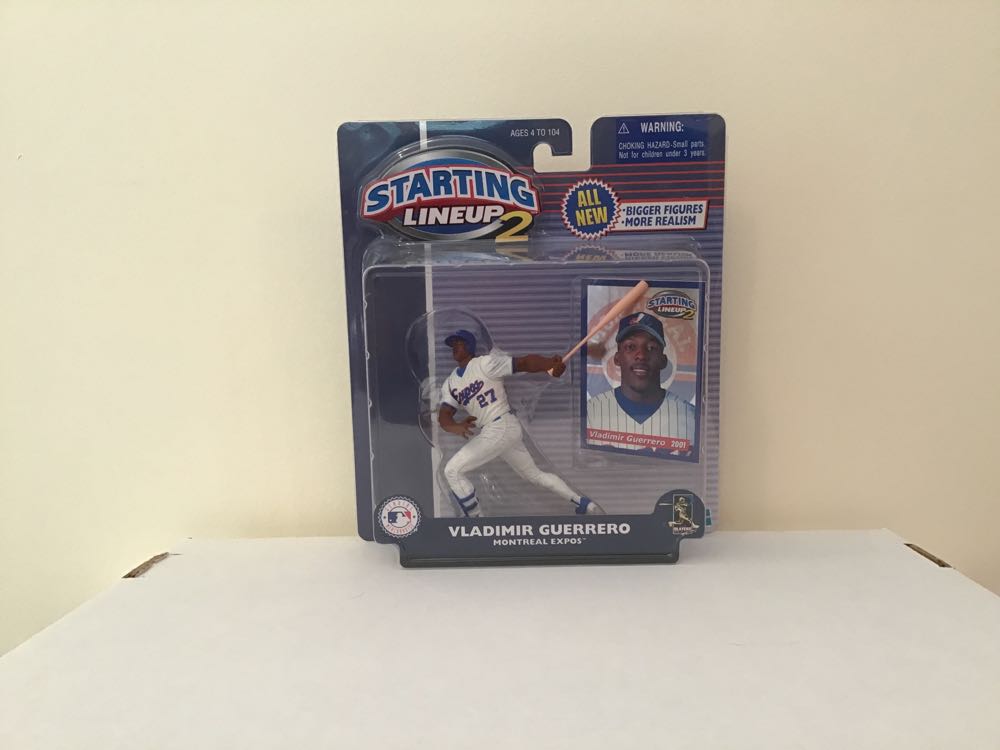 AGES 4 TO 104
WARNING:
CHOKING HAZARD-Small parts
Not for children under 3 years.
STARTING
LINEUP 2
ALL
NEW
•BIGGER FIGURES
•MORE REALISM
STARTING
LINEUP 2
Expos
27
Vladimir Guerrero 2001
VLADIMIR GUERRERO
MONTREAL EXPOS™